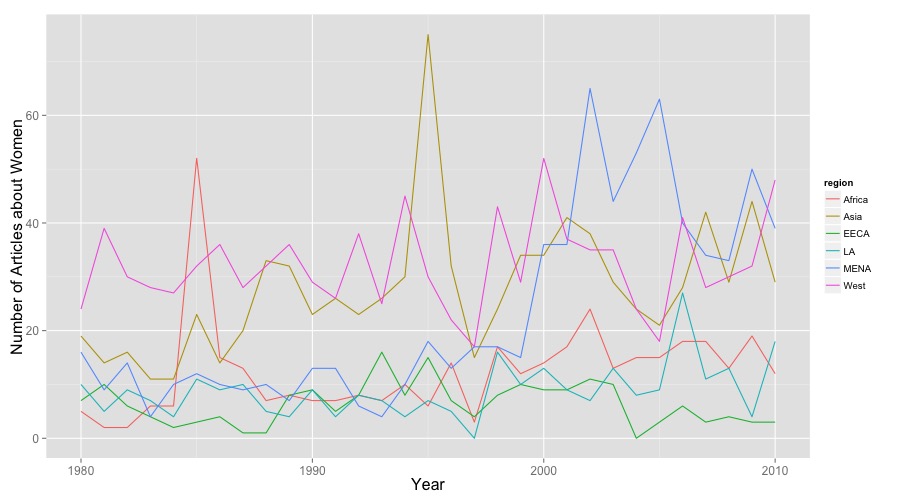 Number of Articles about Women
60
40
20
0
1980
1990
2000
2010
Year
region
Africa
Asia
EECA
LA
MENA
West